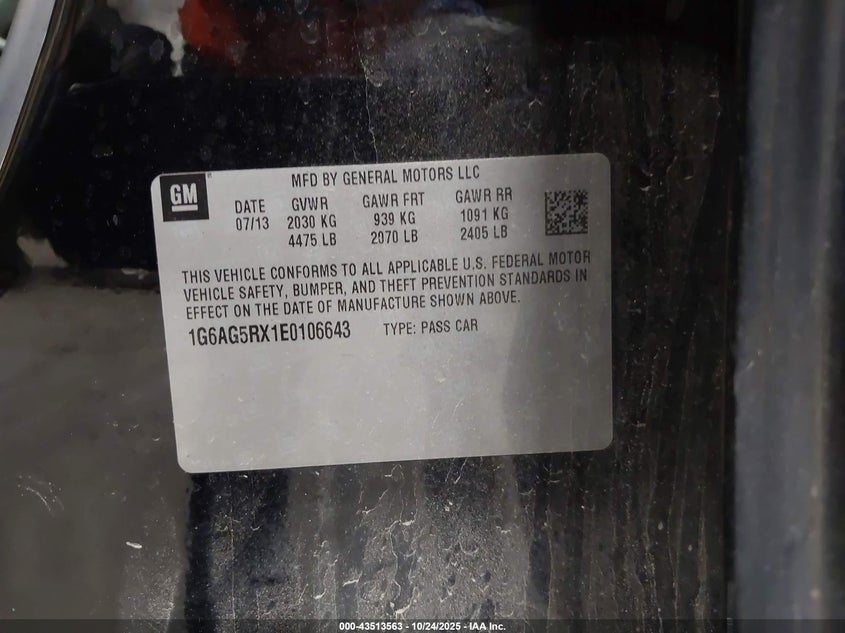 GM
MFD BY GENERAL MOTORS LLC
DATE GVWR GAWR FRT GAWR RR
07/13 2030 KG 939 KG 1091 KG
4475 LB 2070 LB 2405 LB
THIS VEHICLE CONFORMS TO ALL APPLICABLE U.S. FEDERAL MOTOR
VEHICLE SAFETY, BUMPER, AND THEFT PREVENTION STANDARDS IN
EFFECT ON THE DATE OF MANUFACTURE SHOWN ABOVE.
1G6AG5RX1E0106643 TYPE: PASS CAR
000-43513563 - 10/24/2025 - IAA Inc.